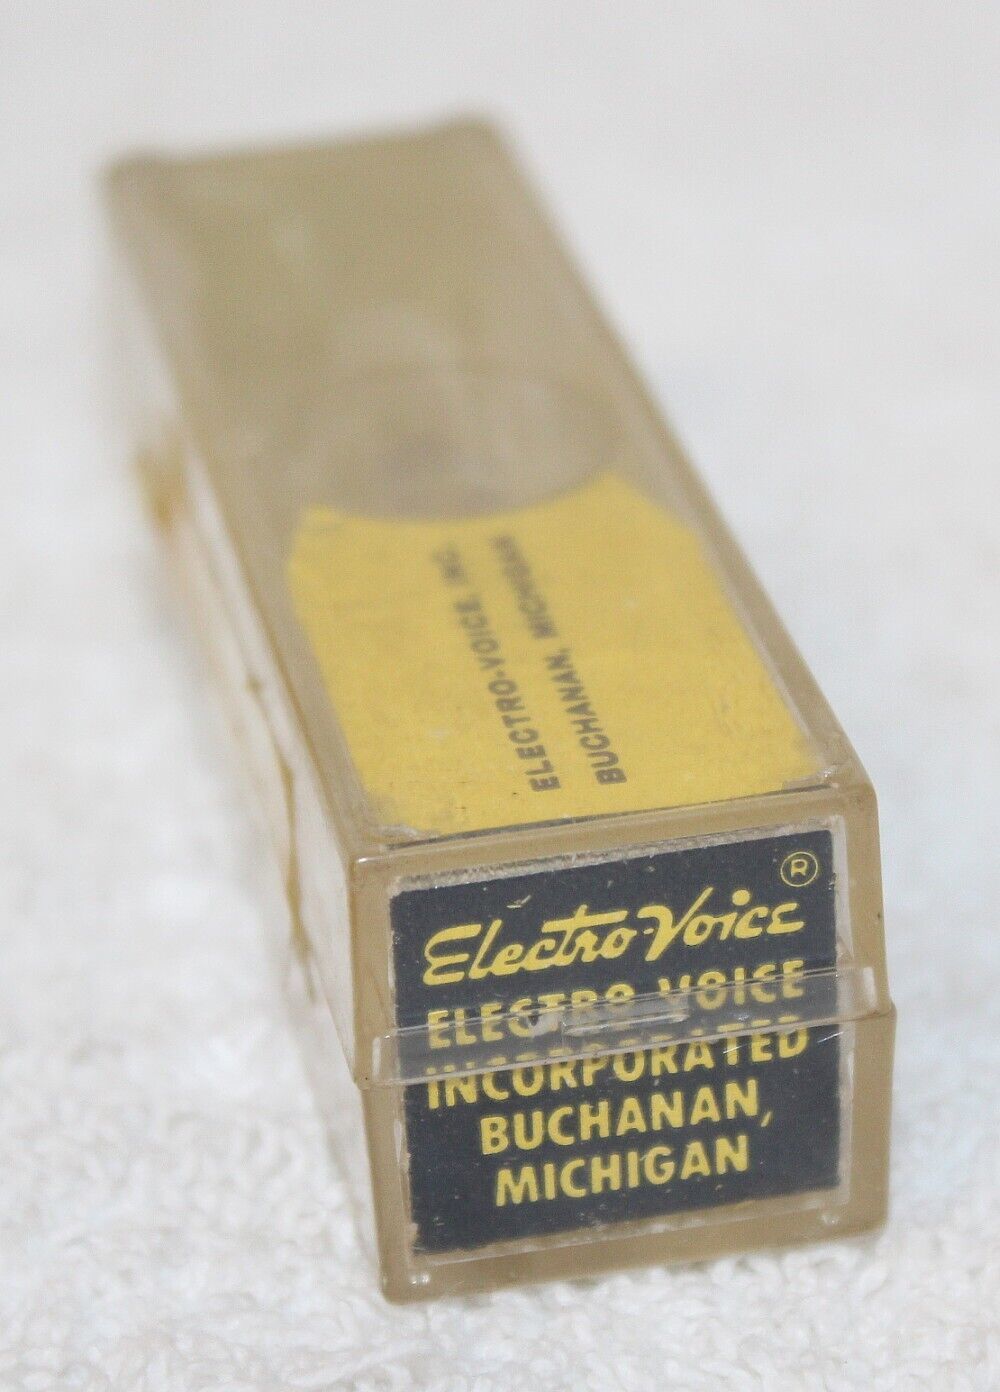 ELECTRO-VOICE, INC.
BUCHANAN, MICHIGAN
Electro-Voice ®
ELECTRO-VOICE
INCORPORATED
BUCHANAN,
MICHIGAN